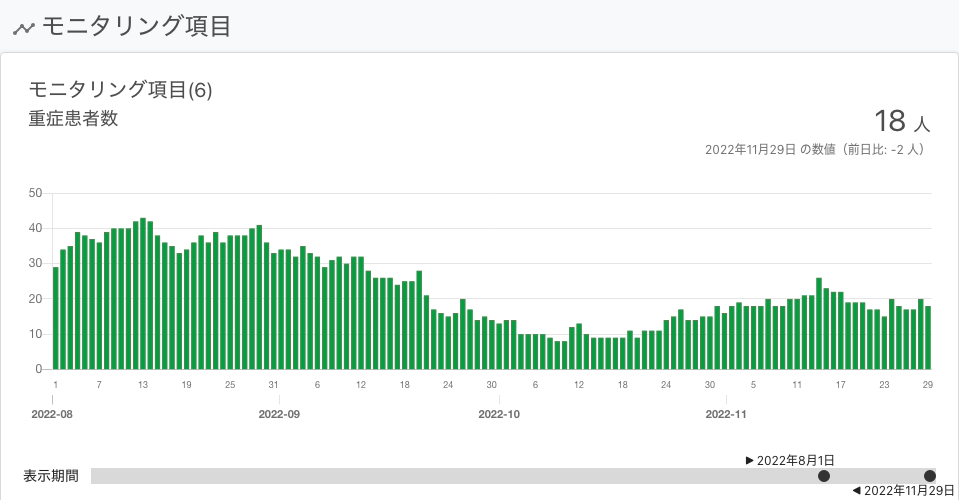 モニタリング項目
モニタリング項目(6)
重症患者数
18 人
2022年11月29日 の数値（前日比: -2 人）
50
40
30
20
10
0
1 7 13 19 25 31 6 12 18 24 30 6 12 18 24 30 5 11 17 23 29
2022-08 2022-09 2022-10 2022-11
2022年8月1日
表示期間
2022年11月29日